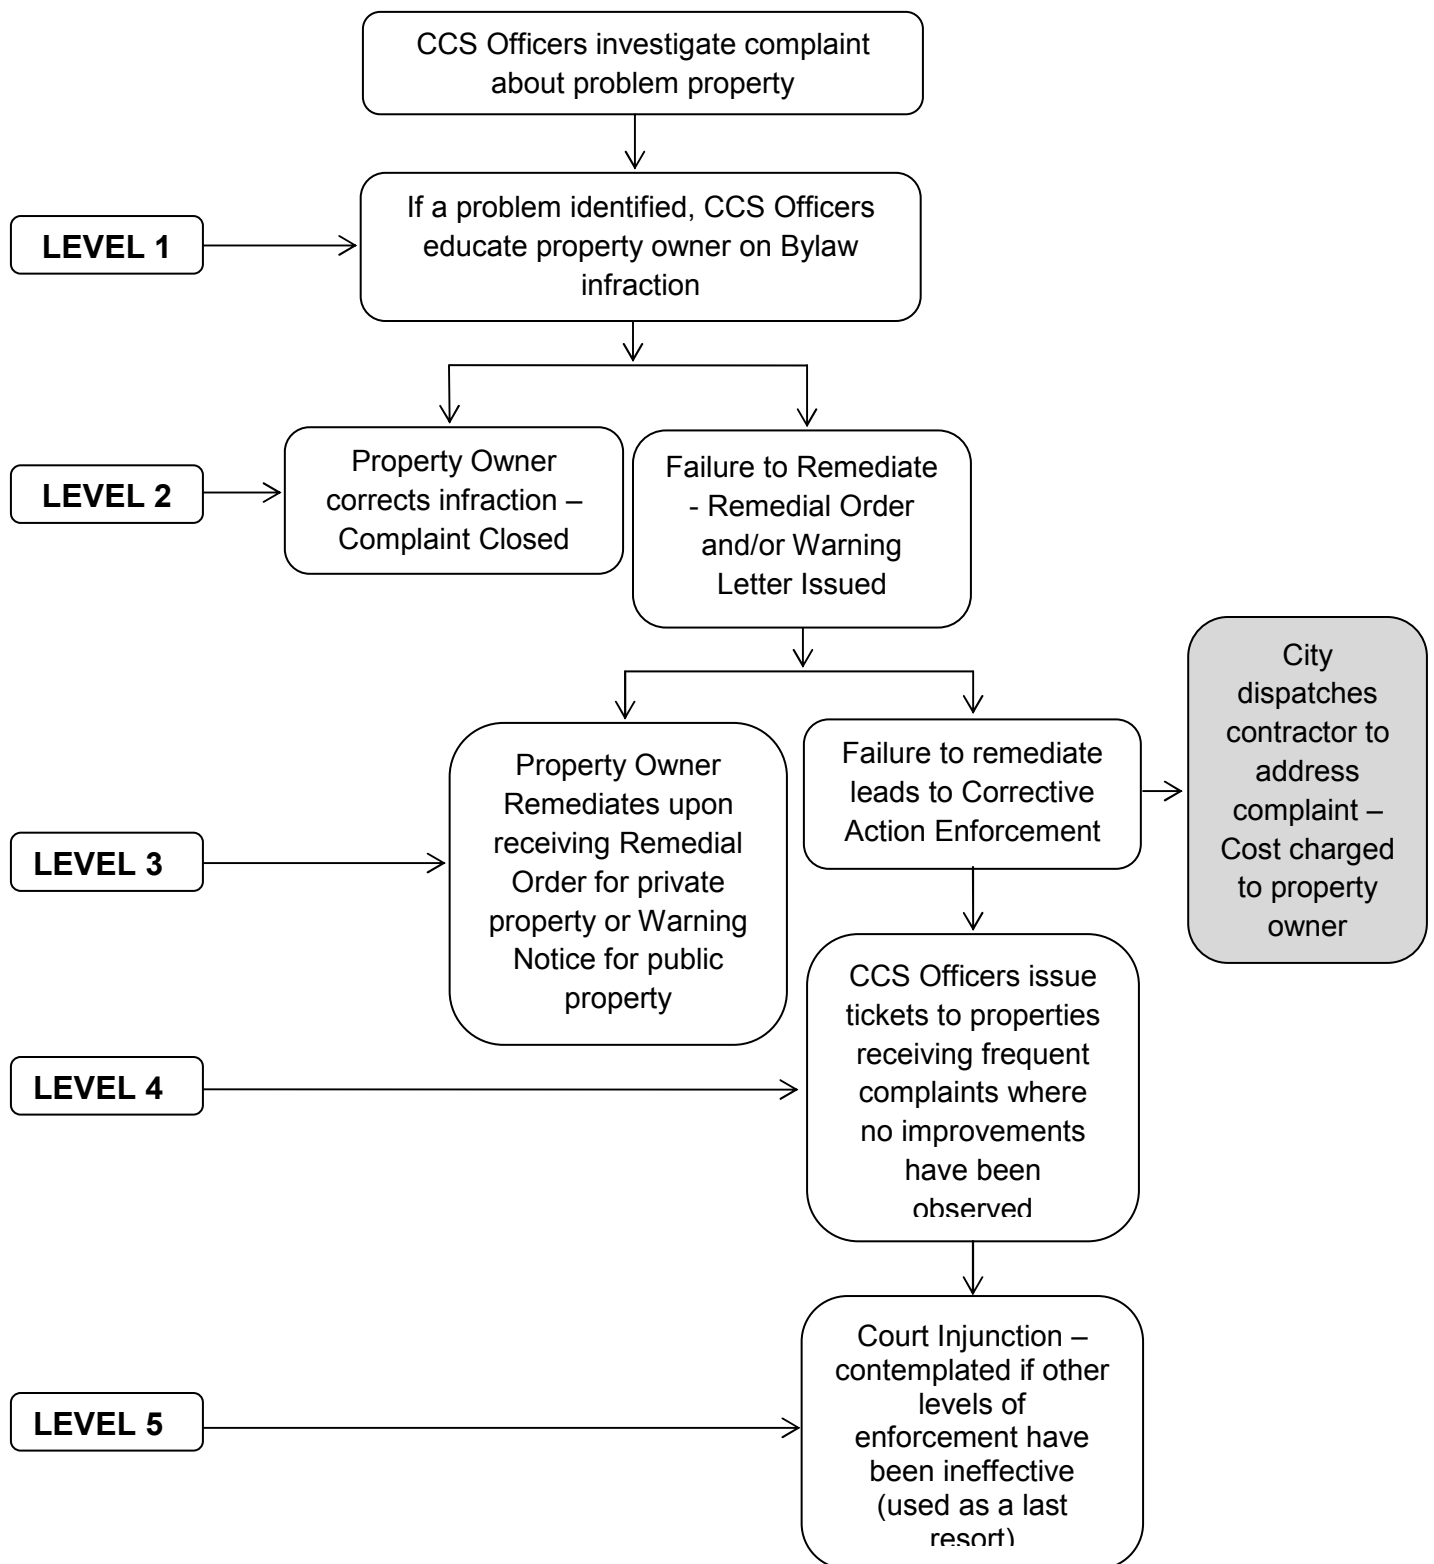 CCS Officers investigate complaint
about problem property
LEVEL 1
If a problem identified, CCS Officers
educate property owner on Bylaw
infraction
LEVEL 2
Property Owner
corrects infraction –
Complaint Closed
Failure to Remediate
- Remedial Order
and/or Warning
Letter Issued
LEVEL 3
Property Owner
Remediates upon
receiving Remedial
Order for private
property or Warning
Notice for public
property
Failure to remediate
leads to Corrective
Action Enforcement
City
dispatches
contractor to
address
complaint –
Cost charged
to property
owner
LEVEL 4
CCS Officers issue
tickets to properties
receiving frequent
complaints where
no improvements
have been
observed
LEVEL 5
Court Injunction –
contemplated if other
levels of
enforcement have
been ineffective
(used as a last
resort)